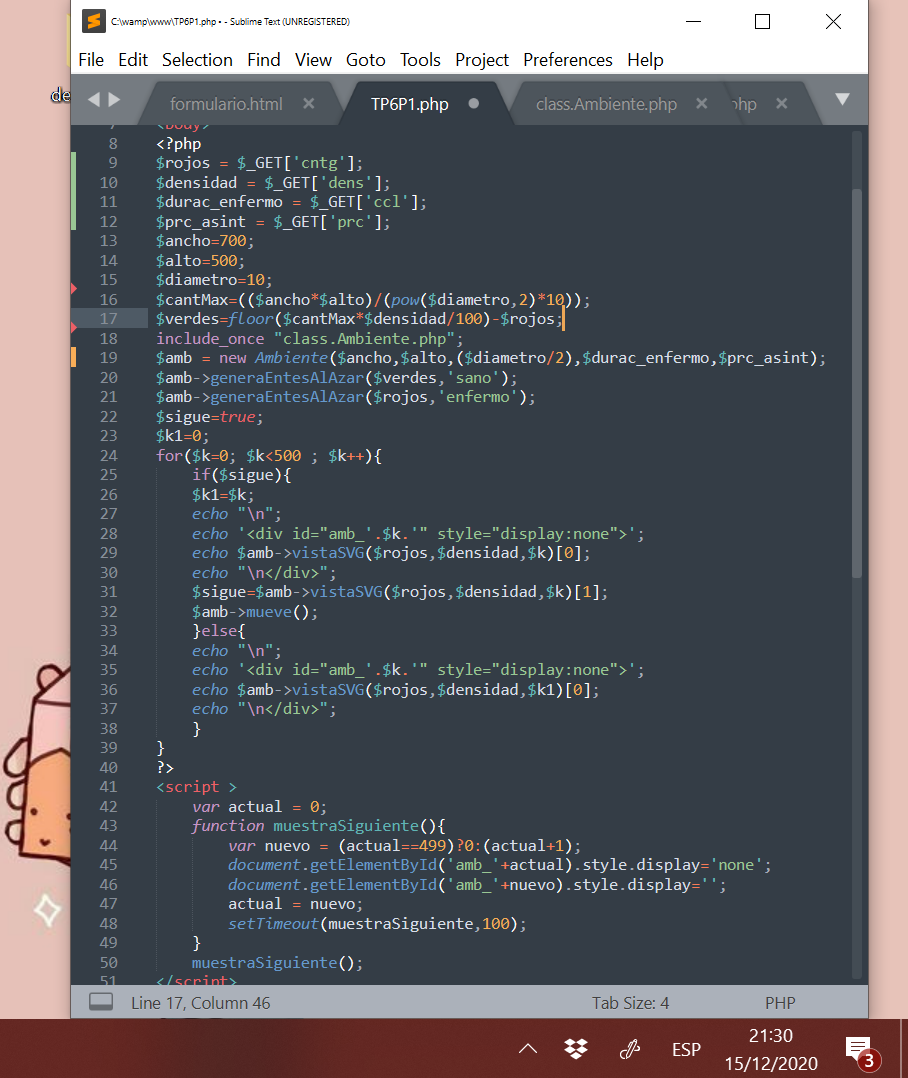 C:\wamp\www\TP6P1.php • - Sublime Text (UNREGISTERED)
File Edit Selection Find View Goto Tools Project Preferences Help
de
formulario.html TP6P1.php class.Ambiente.php php
7 <body>
8 <?php
9 $rojos = $_GET['cntg'];
10 $densidad = $_GET['dens'];
11 $durac_enfermo = $_GET['ccl'];
12 $prc_asint = $_GET['prc'];
13 $ancho=700;
14 $alto=500;
15 $diametro=10;
16 $cantMax=(($ancho*$alto)/(pow($diametro,2)*10));
17 $verdes=floor($cantMax*$densidad/100)-$rojos;
18 include_once "class.Ambiente.php";
19 $amb = new Ambiente($ancho,$alto,($diametro/2),$durac_enfermo,$prc_asint);
20 $amb->generaEntesAlAzar($verdes,'sano');
21 $amb->generaEntesAlAzar($rojos,'enfermo');
22 $sigue=true;
23 $k1=0;
24 for($k=0; $k<500 ; $k++){
25 if($sigue){
26 $k1=$k;
27 echo "\n";
28 echo '<div id="amb_'.$k.'" style="display:none">';
29 echo $amb->vistaSVG($rojos,$densidad,$k)[0];
30 echo "\n</div>";
31 $sigue=$amb->vistaSVG($rojos,$densidad,$k)[1];
32 $amb->mueve();
33 }else{
34 echo "\n";
35 echo '<div id="amb_'.$k.'" style="display:none">';
36 echo $amb->vistaSVG($rojos,$densidad,$k1)[0];
37 echo "\n</div>";
38 }
39 }
40 ?>
41 <script >
42 var actual = 0;
43 function muestraSiguiente(){
44 var nuevo = (actual==499)?0:(actual+1);
45 document.getElementById('amb_'+actual).style.display='none';
46 document.getElementById('amb_'+nuevo).style.display='';
47 actual = nuevo;
48 setTimeout(muestraSiguiente,100);
49 }
50 muestraSiguiente();
51 </script>
Line 17, Column 46 Tab Size: 4 PHP
ESP
21:30
15/12/2020
3